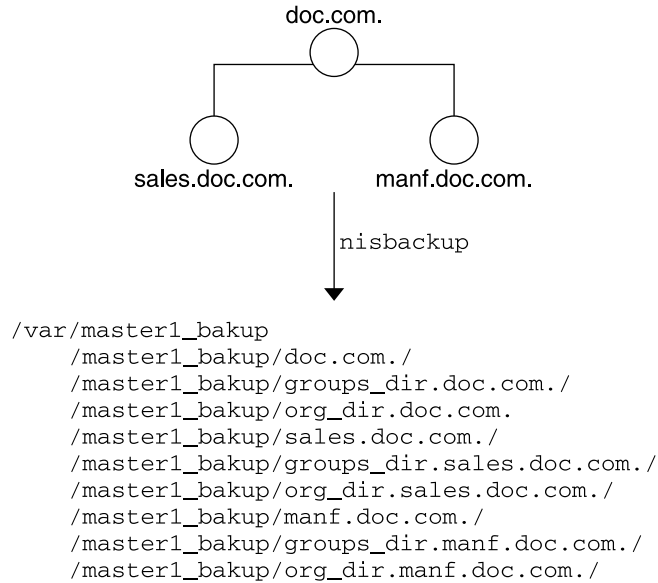 doc.com.
sales.doc.com.
manf.doc.com.
nisbackup
/var/master1_bakup
/master1_bakup/doc.com./
/master1_bakup/groups_dir.doc.com./
/master1_bakup/org_dir.doc.com.
/master1_bakup/sales.doc.com./
/master1_bakup/groups_dir.sales.doc.com./
/master1_bakup/org_dir.sales.doc.com./
/master1_bakup/manf.doc.com./
/master1_bakup/groups_dir.manf.doc.com./
/master1_bakup/org_dir.manf.doc.com./